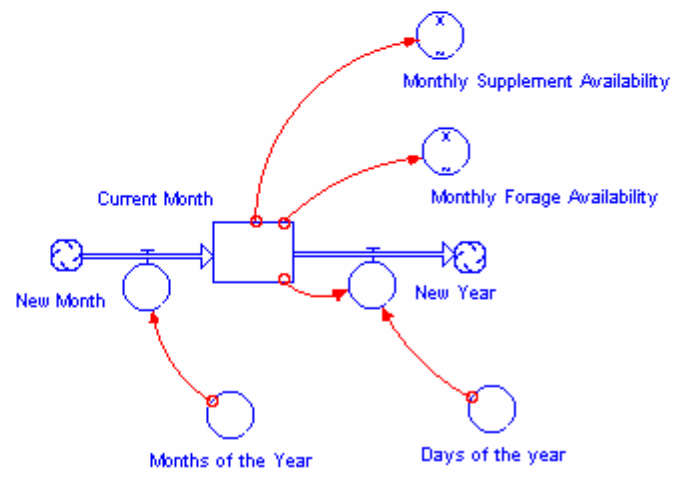 Monthly Supplement Availability
Monthly Forage Availability
Current Month
New Month
New Year
Months of the Year
Days of the year